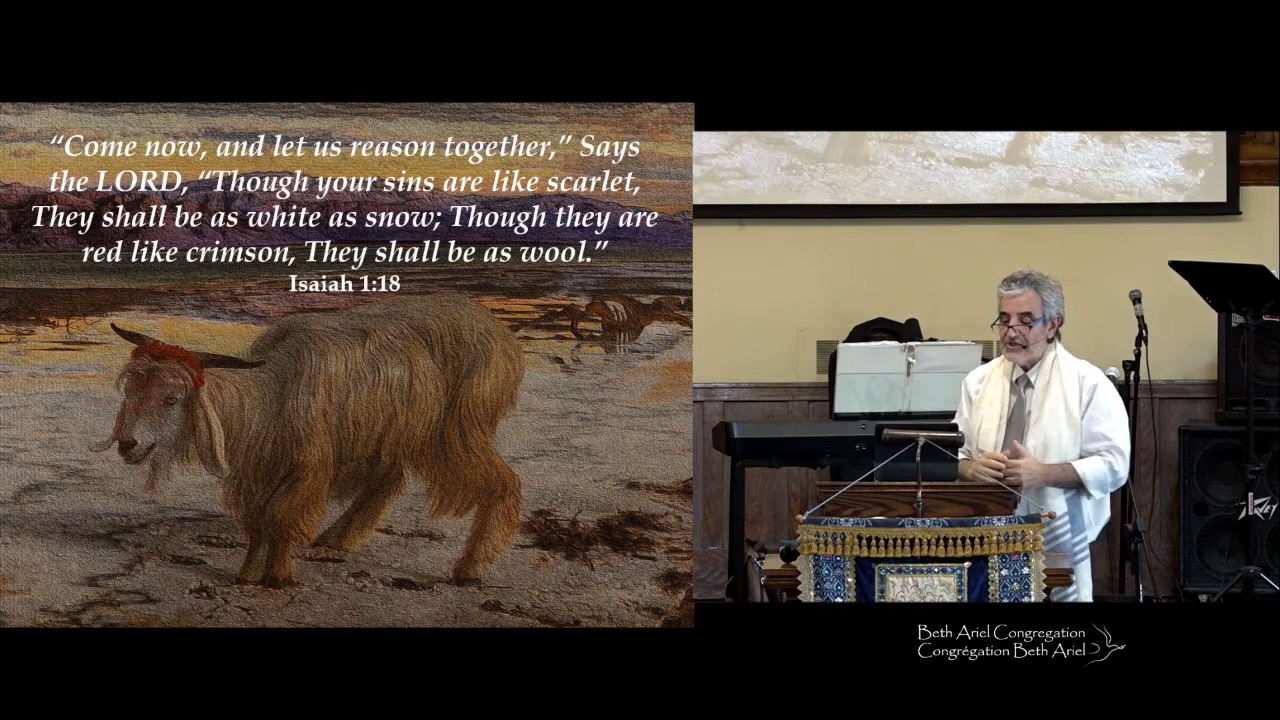 “Come now, and let us reason together,” Says
the LORD, “Though your sins are like scarlet,
They shall be as white as snow; Though they are
red like crimson, They shall be as wool.”
Isaiah 1:18
PEAVEY
Beth Ariel Congregation
Congrégation Beth Ariel